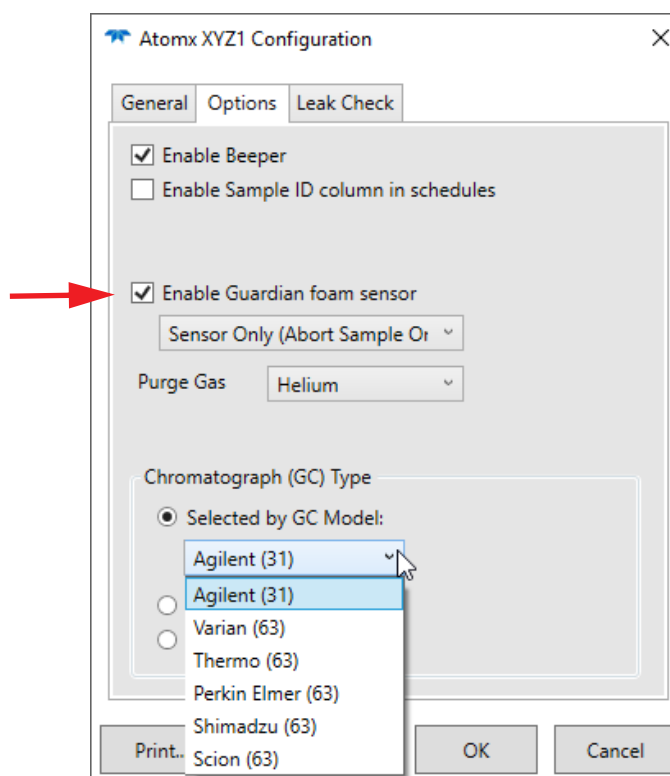 Atomx XYZ1 Configuration
General Options Leak Check
Enable Beeper
Enable Sample ID column in schedules
Enable Guardian foam sensor
Sensor Only (Abort Sample Or
Purge Gas Helium
Chromatograph (GC) Type
Selected by GC Model:
Agilent (31)
Agilent (31)
Varian (63)
Thermo (63)
Perkin Elmer (63)
Shimadzu (63)
Scion (63)
Print.. OK Cancel